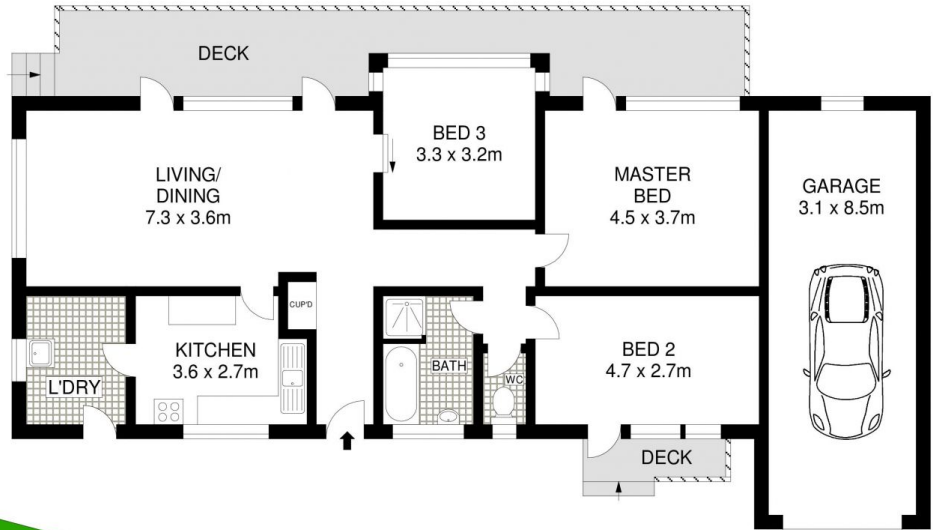 DECK
BED 3
3.3 x 3.2m
LIVING/
DINING
7.3 x 3.6m
MASTER
BED
4.5 x 3.7m
GARAGE
3.1 x 8.5m
CUP'D
KITCHEN
3.6 x 2.7m
L'DRY
BATH
WC
BED 2
4.7 x 2.7m
DECK